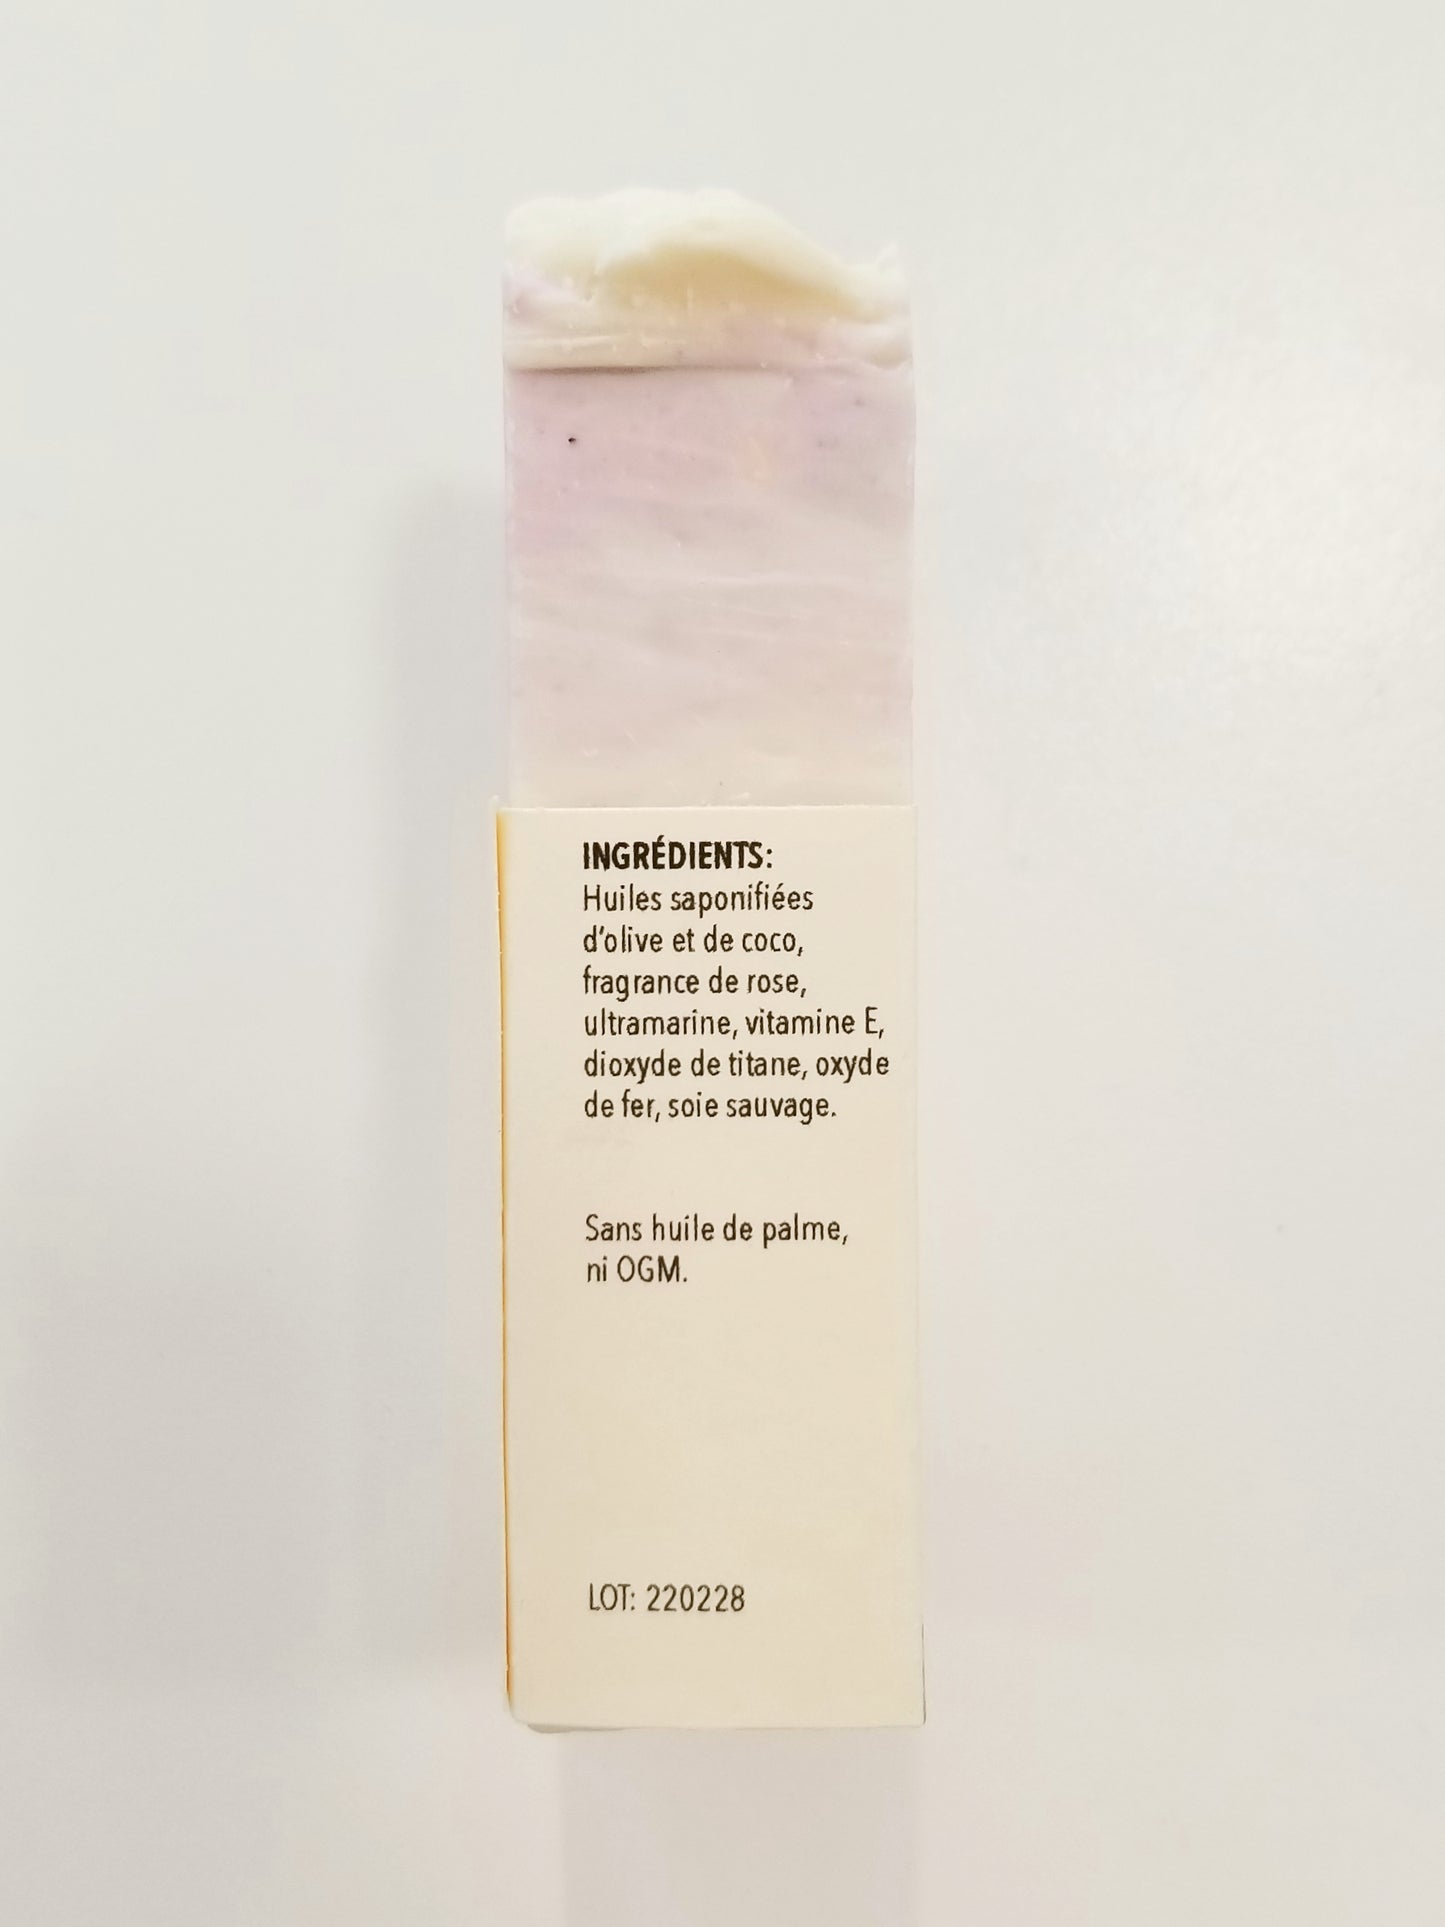 INGRÉDIENTS:
Huiles saponifiées
d'olive et de coco,
fragrance de rose,
ultramarine, vitamine E,
dioxyde de titane, oxyde
de fer, soie sauvage.
Sans huile de palme,
ni OGM.
LOT: 220228